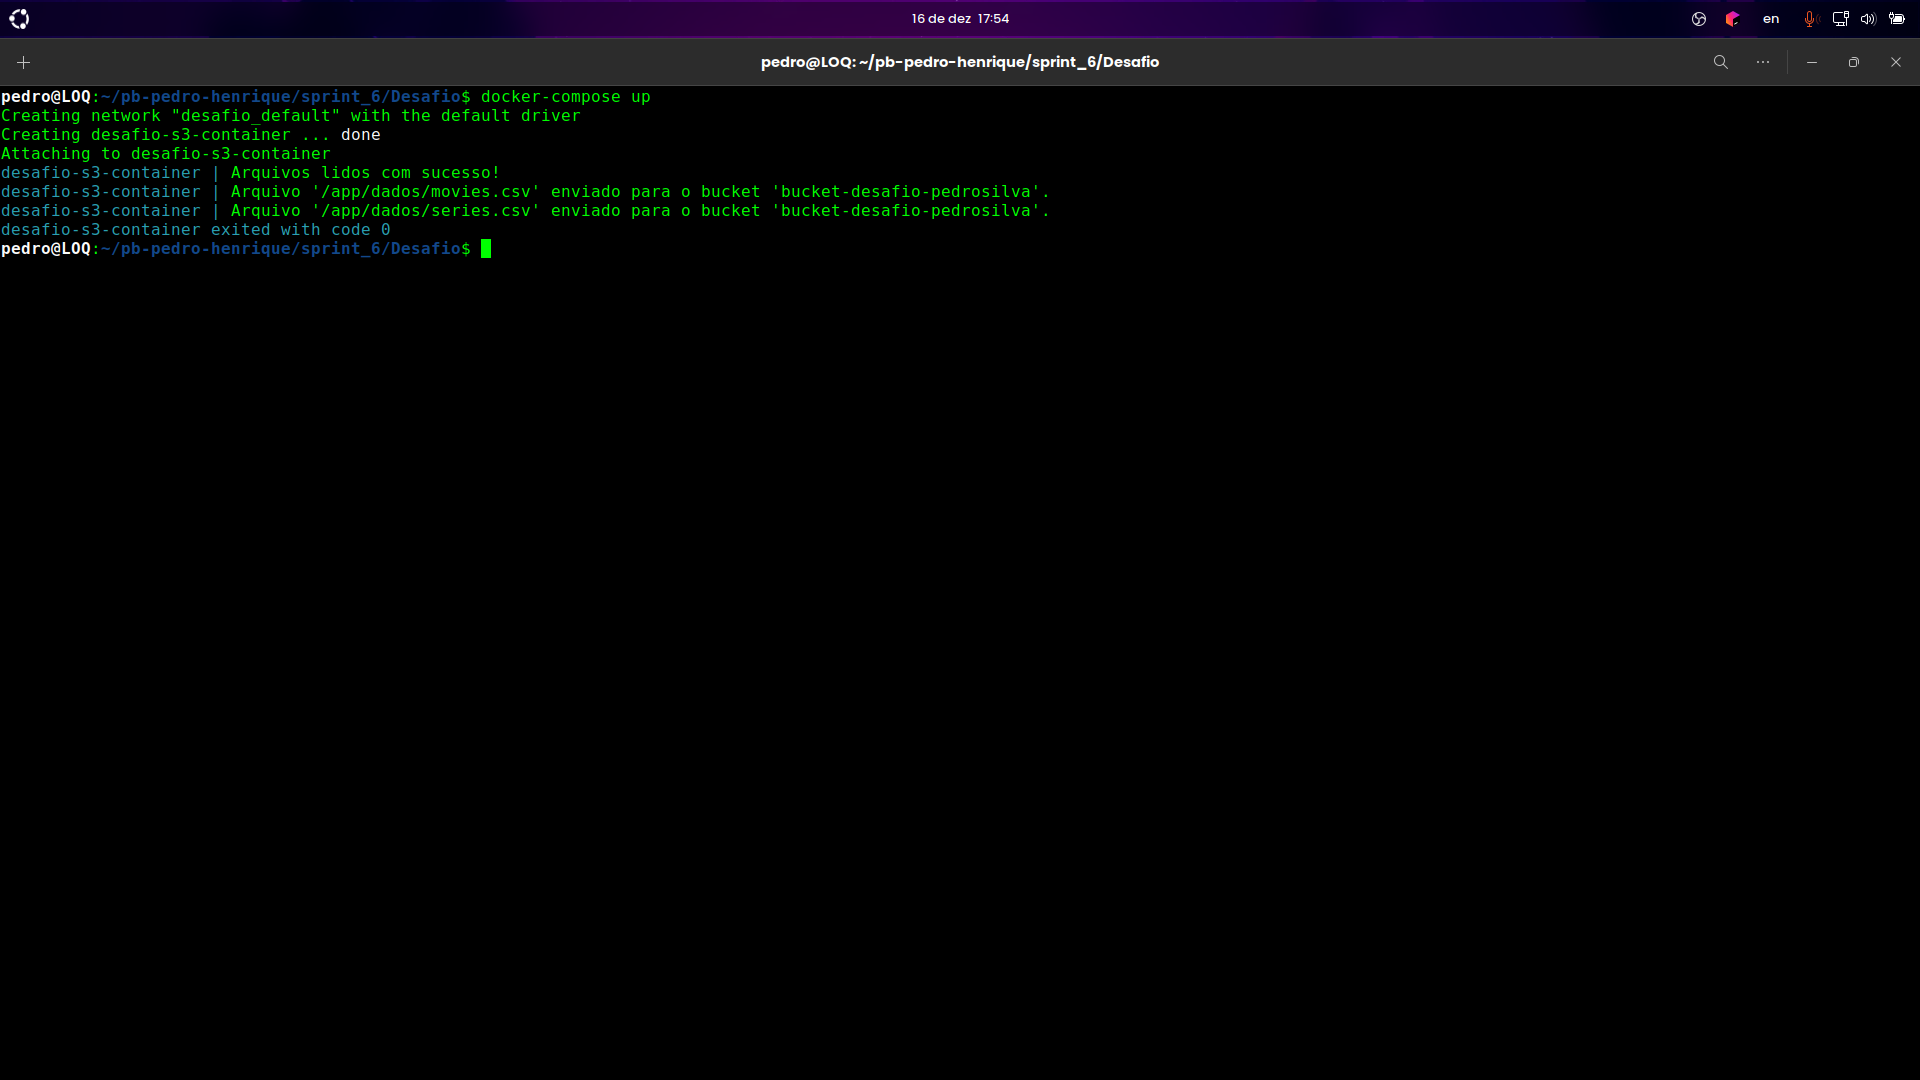 16 de dez 17:54
en
pedro@LOQ: ~/pb-pedro-henrique/sprint_6/Desafio
pedro@LOQ:~/pb-pedro-henrique/sprint_6/Desafio$ docker-compose up
Creating network "desafio_default" with the default driver
Creating desafio-s3-container ... done
Attaching to desafio-s3-container
desafio-s3-container | Arquivos lidos com sucesso!
desafio-s3-container | Arquivo '/app/dados/movies.csv' enviado para o bucket 'bucket-desafio-pedrosilva'.
desafio-s3-container | Arquivo '/app/dados/series.csv' enviado para o bucket 'bucket-desafio-pedrosilva'.
desafio-s3-container exited with code 0
pedro@LOQ:~/pb-pedro-henrique/sprint_6/Desafio$